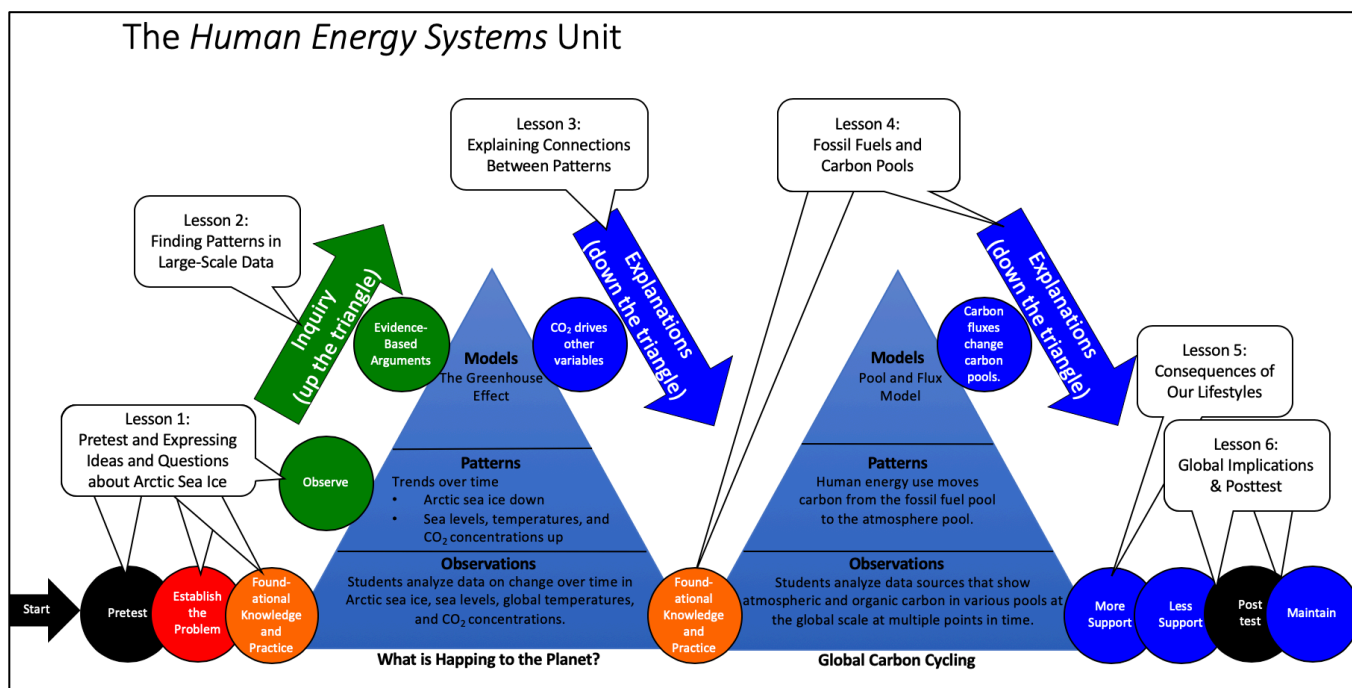 The Human Energy Systems Unit
Lesson 1:
Pretest and Expressing
Ideas and Questions
about Arctic Sea Ice
Lesson 2:
Finding Patterns in
Large-Scale Data
Lesson 3:
Explaining Connections
Between Patterns
Lesson 4:
Fossil Fuels and
Carbon Pools
Lesson 5:
Consequences of
Our Lifestyles
Lesson 6:
Global Implications
& Posttest
Start
Pretest
Establish
the
Problem
Found-
ational
Knowledge
and
Practice
Observe
Inquiry
(up the triangle)
Evidence-
Based
Arguments
Models
The Greenhouse
Effect
Patterns
Trends over time
• Arctic sea ice down
• Sea levels, temperatures, and
CO₂ concentrations up
Observations
Students analyze data on change over time in
Arctic sea ice, sea levels, global temperatures,
and CO₂ concentrations.
What is Happing to the Planet?
CO₂ drives
other
variables
Explanations
(down the triangle)
Found-
ational
Knowledge
and
Practice
Models
Pool and Flux
Model
Patterns
Human energy use moves
carbon from the fossil fuel pool
to the atmosphere pool.
Observations
Students analyze data sources that show
atmospheric and organic carbon in various pools at
the global scale at multiple points in time.
Global Carbon Cycling
Carbon
fluxes
change
carbon
pools.
Explanations
(down the triangle)
More
Support
Less
Support
Post
test
Maintain